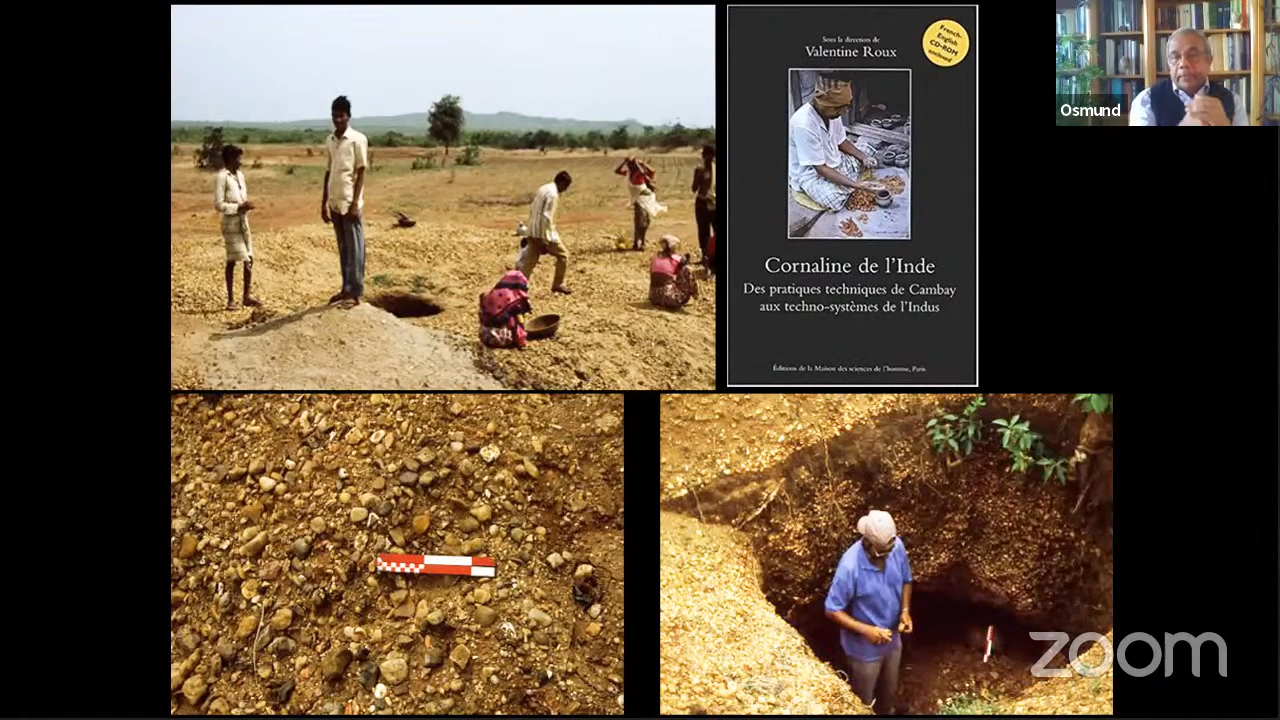 Sous la direction de
Valentine Roux
French-
English
CD-ROM
enclosed
Cornaline de l'Inde
Des pratiques techniques de Cambay
aux techno-systèmes de l'Indus
Éditions de la Maison des sciences de l'homme, Paris
Osmund
zoom